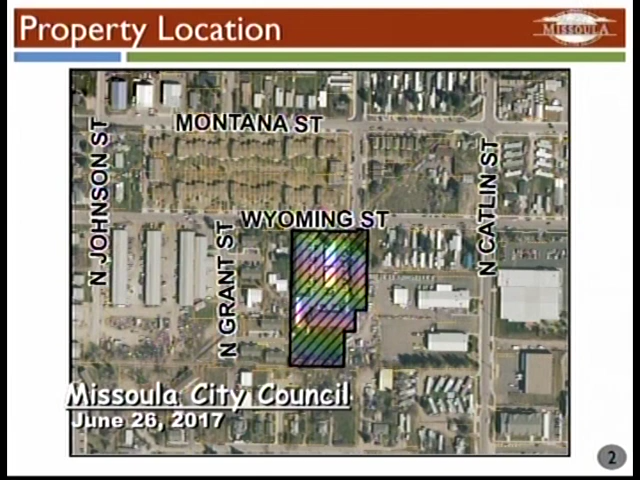 Property Location
MISSOULA
MONTANA ST
N JOHNSON ST
WYOMING ST
N CATLIN ST
N GRANT ST
Missoula City Council
June 26, 2017
2